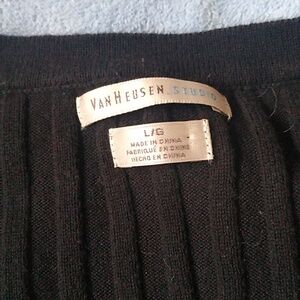 VAN HEUSEN STUDIO
L/G
MADE IN CHINA
FABRIQUÉ EN CHINE
HECHO EN CHINA